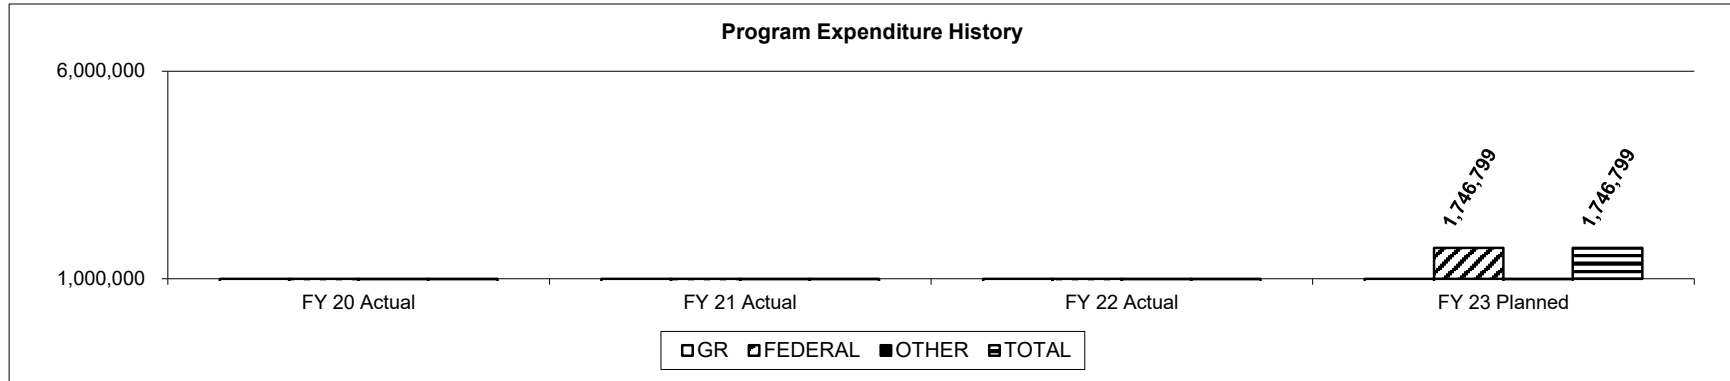 Program Expenditure History
6,000,000
1,746,799
1,746,799
1,000,000
FY 20 Actual
FY 21 Actual
FY 22 Actual
FY 23 Planned
GR FEDERAL OTHER TOTAL